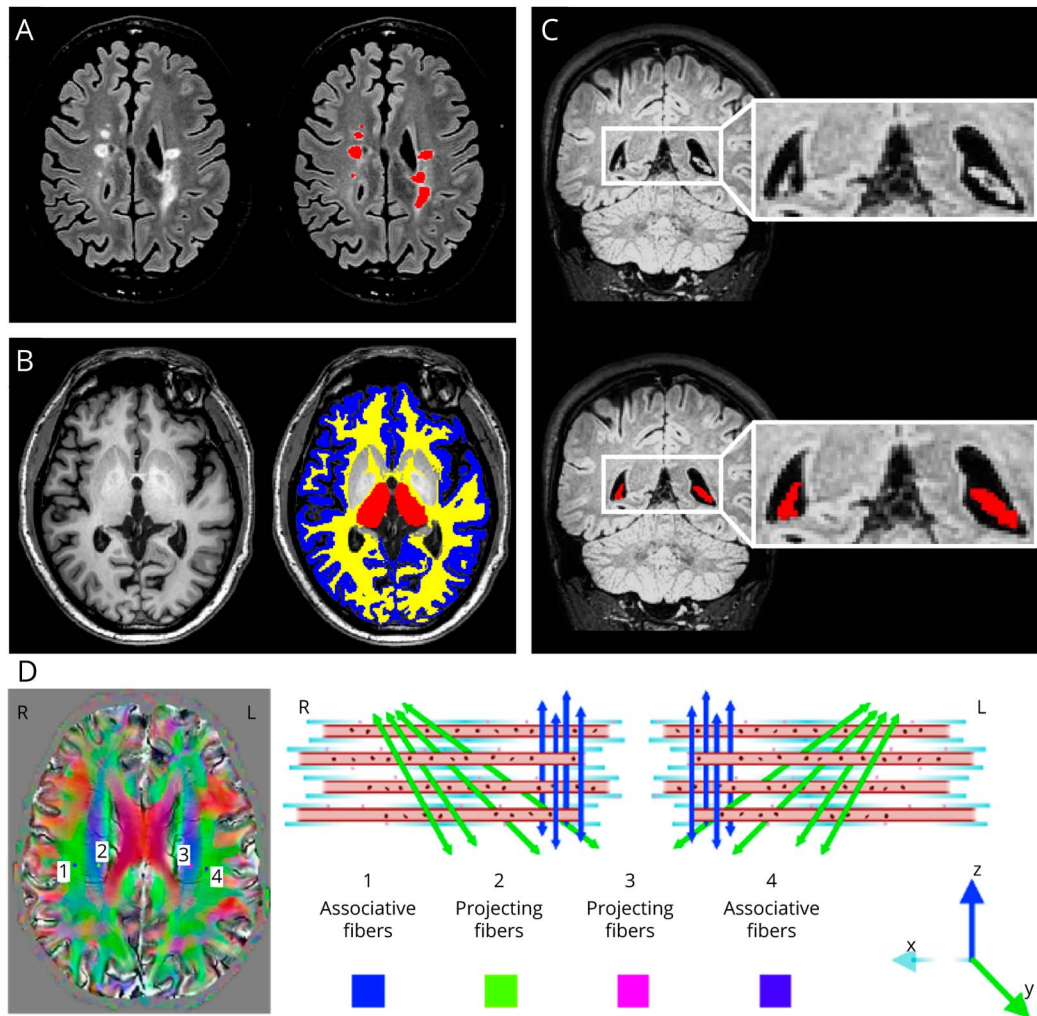 A
C
B
D
R
L
1
2
3
4
R
L
1
2
3
4
Associative
fibers
Projecting
fibers
Projecting
fibers
Associative
fibers
z
x
y